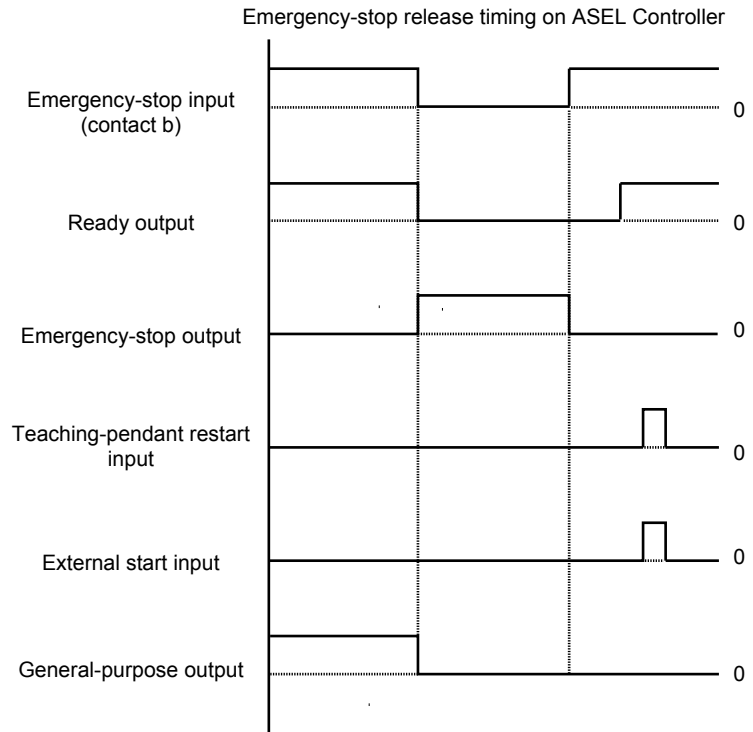 Emergency-stop release timing on ASEL Controller
Emergency-stop input
(contact b)
0
Ready output
0
Emergency-stop output
0
Teaching-pendant restart
input
0
External start input
0
General-purpose output
0